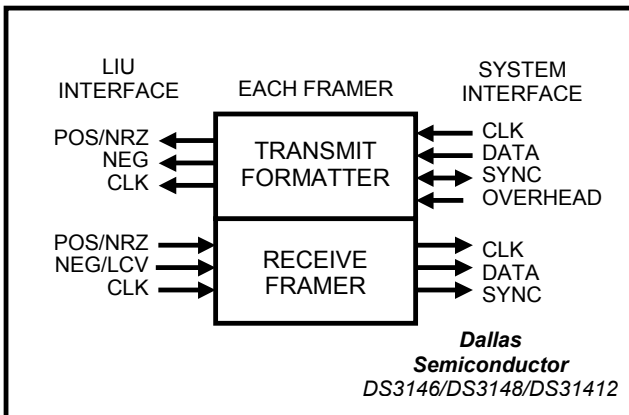 LIU
INTERFACE
EACH FRAMER
SYSTEM
INTERFACE
POS/NRZ
NEG
CLK
TRANSMIT
FORMATTER
CLK
DATA
SYNC
OVERHEAD
POS/NRZ
NEG/LCV
CLK
RECEIVE
FRAMER
CLK
DATA
SYNC
Dallas
Semiconductor
DS3146/DS3148/DS31412